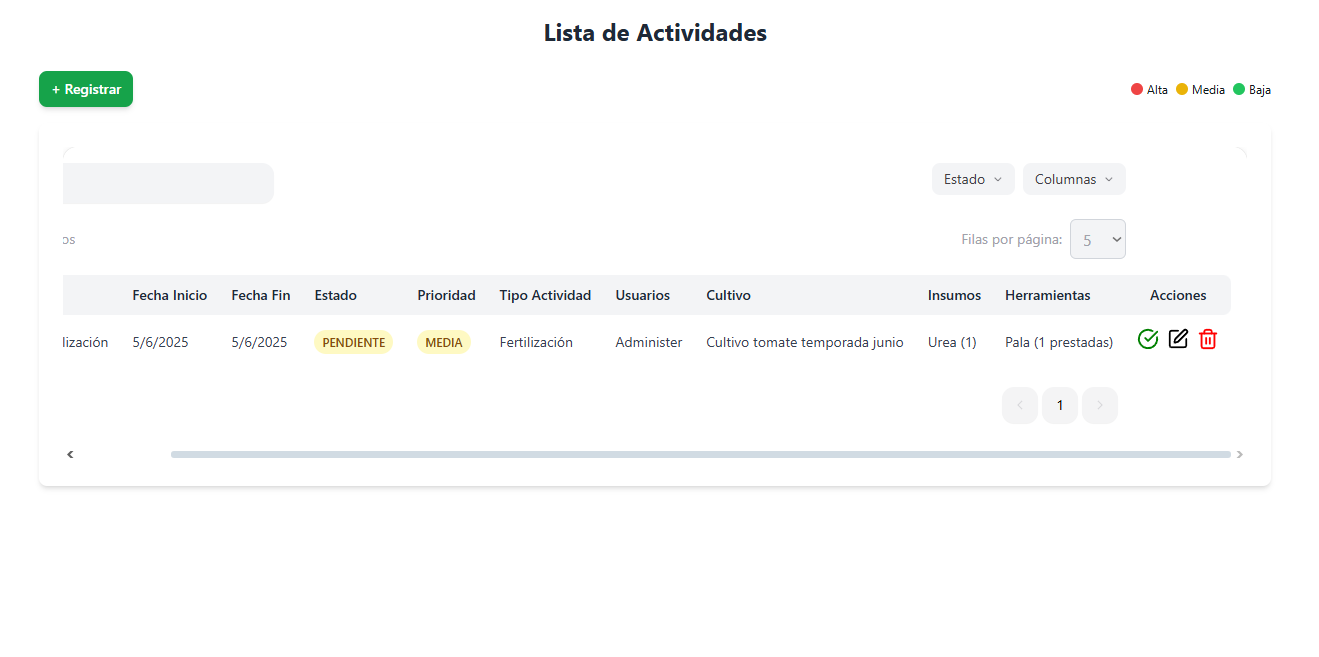 Lista de Actividades
+ Registrar
Alta Media Baja
Estado Columnas
os
Filas por página: 5
Fecha Inicio Fecha Fin Estado Prioridad Tipo Actividad Usuarios Cultivo Insumos Herramientas Acciones
lización 5/6/2025 5/6/2025 PENDIENTE MEDIA Fertilización Administer Cultivo tomate temporada junio Urea (1) Pala (1 prestadas)
1